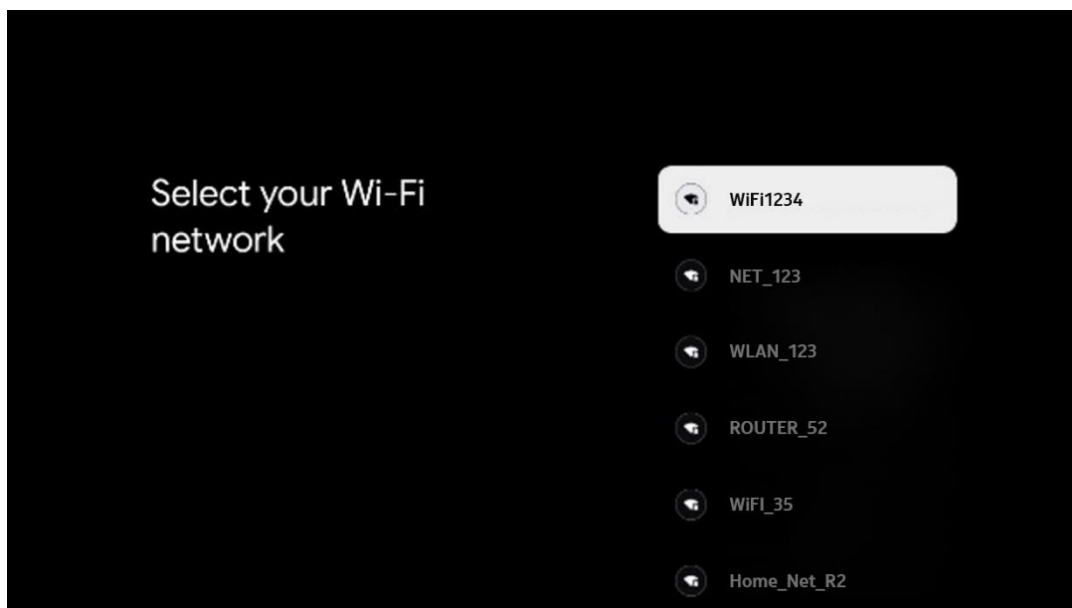 Select your Wi-Fi
network
WiFi1234
NET_123
WLAN_123
ROUTER_52
WiFI_35
Home_Net_R2